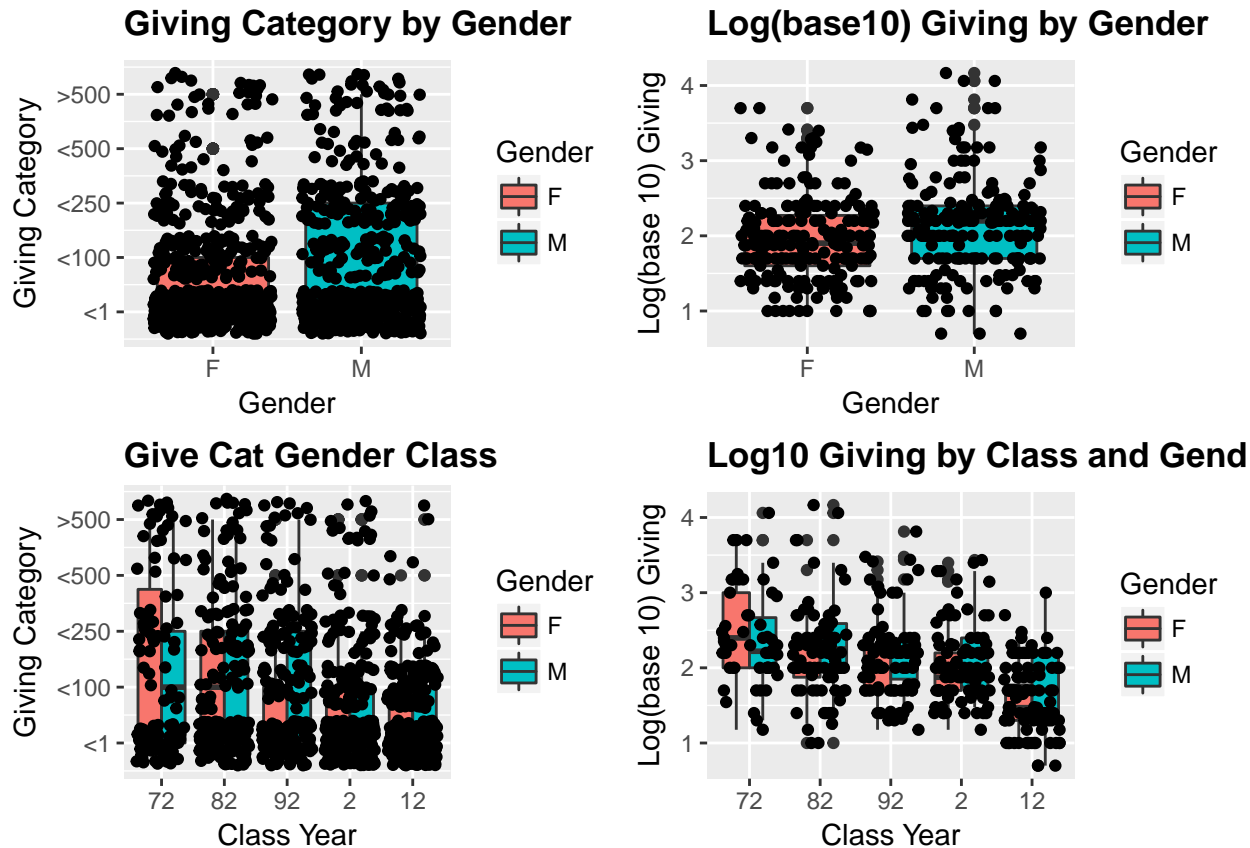 Giving Category by Gender
Giving Category
>500
<500
<250
<100
<1
F
M
Gender
Gender
F
M
Log(base10) Giving by Gender
Log(base 10) Giving
4
3
2
1
F
M
Gender
Gender
F
M
Give Cat Gender Class
Giving Category
>500
<500
<250
<100
<1
72
82
92
2
12
Class Year
Gender
F
M
Log10 Giving by Class and Gend
Log(base 10) Giving
4
3
2
1
72
82
92
2
12
Class Year
Gender
F
M